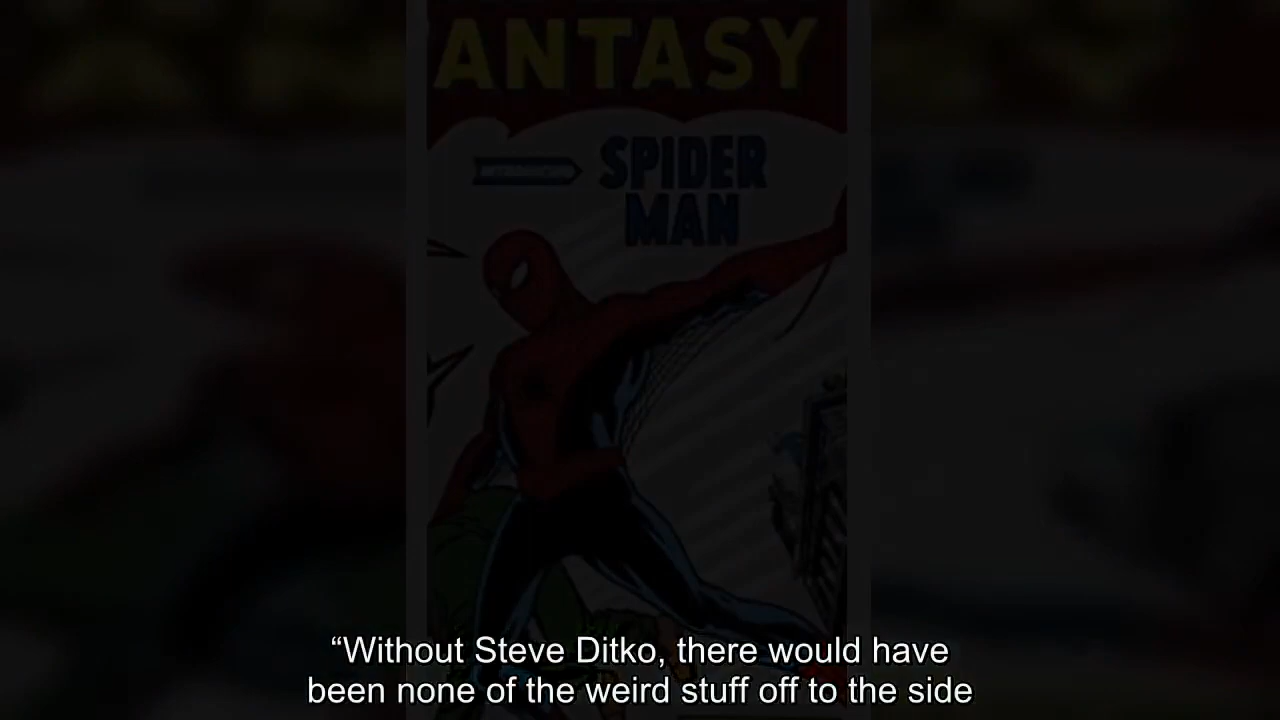 ANTASY
SPIDER
MAN
“Without Steve Ditko, there would have
been none of the weird stuff off to the side